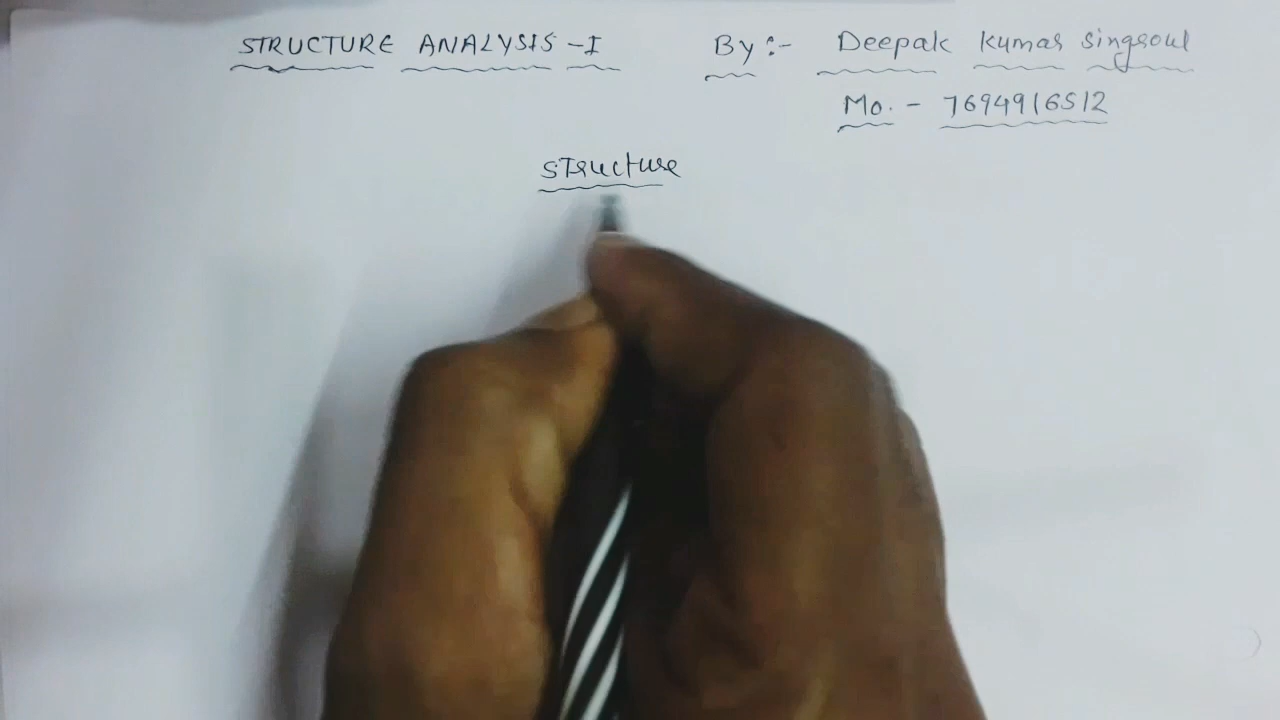 STRUCTURE ANALYSIS - I By :- Deepak Kumar Singroul
Mo. - 7694916512
Structure